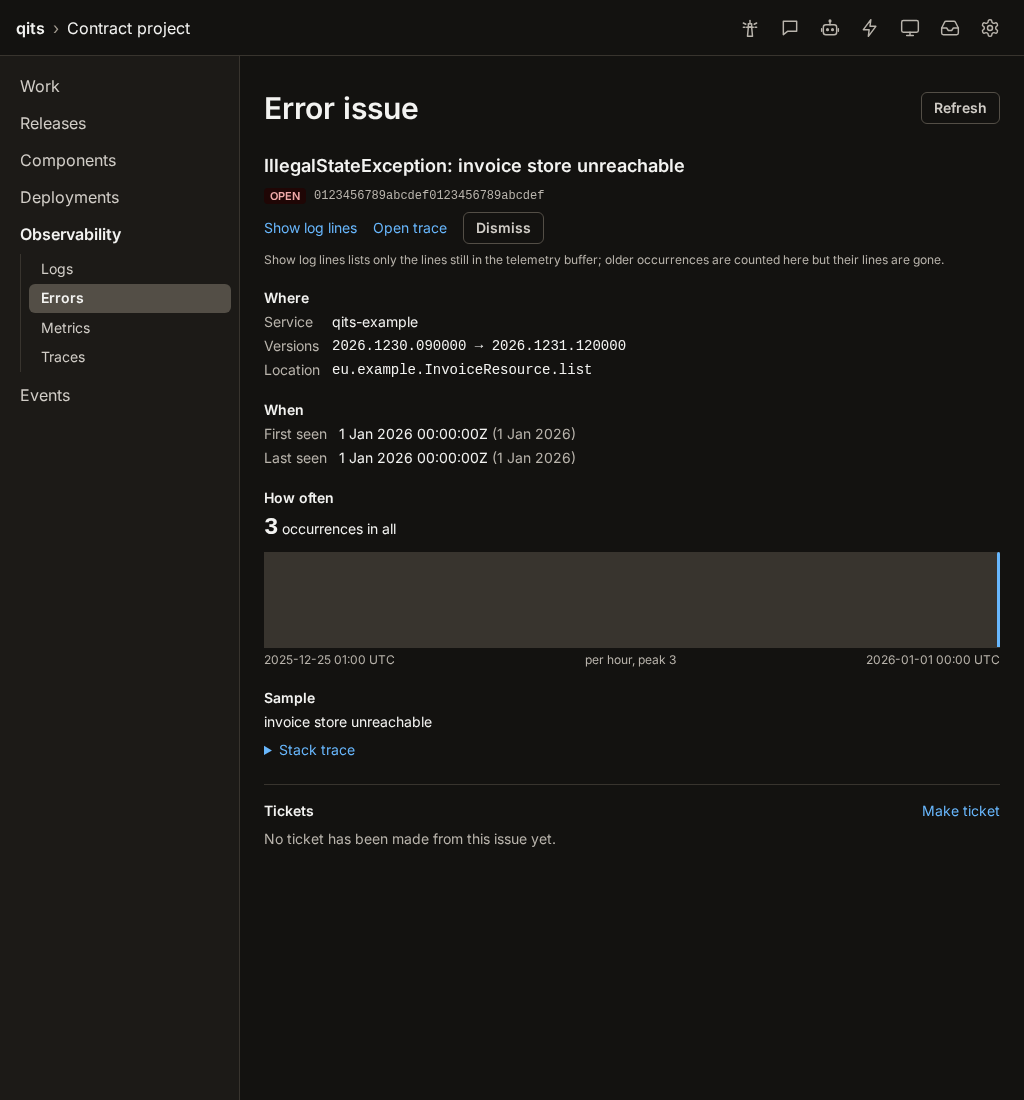 qits › Contract project
Work
Releases
Components
Deployments
Observability
Logs
Errors
Metrics
Traces
Events
Error issue
Refresh
IllegalStateException: invoice store unreachable
OPEN 0123456789abcdef0123456789abcdef
Show log lines Open trace Dismiss
Show log lines lists only the lines still in the telemetry buffer; older occurrences are counted here but their lines are gone.
Where
Service qits-example
Versions 2026.1230.090000 → 2026.1231.120000
Location eu.example.InvoiceResource.list
When
First seen 1 Jan 2026 00:00:00Z (1 Jan 2026)
Last seen 1 Jan 2026 00:00:00Z (1 Jan 2026)
How often
3 occurrences in all
2025-12-25 01:00 UTC per hour, peak 3 2026-01-01 00:00 UTC
Sample
invoice store unreachable
Stack trace
Tickets Make ticket
No ticket has been made from this issue yet.